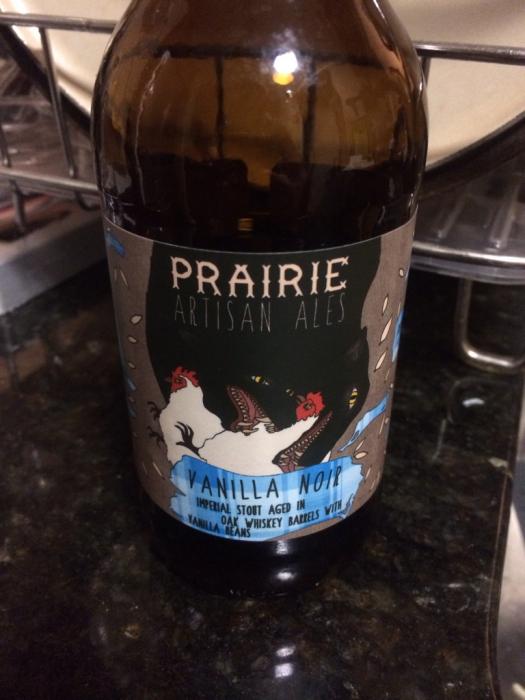 PRAIRIE
ARTISAN ALES
VANILLA NOIR
IMPERIAL STOUT AGED IN
OAK WHISKEY BARRELS WITH
VANILLA BEANS